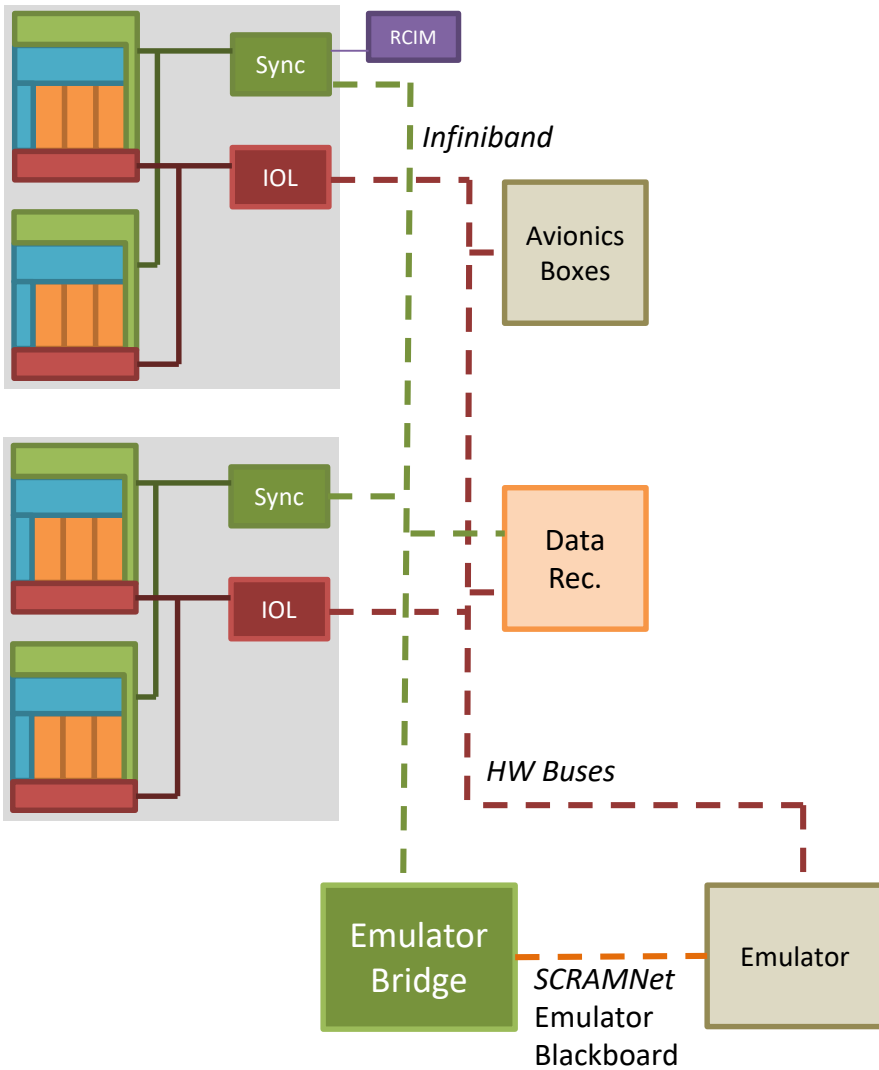 RCIM
Sync
Infiniband
IOL
Avionics
Boxes
Sync
Data
Rec.
IOL
HW Buses
Emulator
Bridge
Emulator
SCRAMNet
Emulator
Blackboard